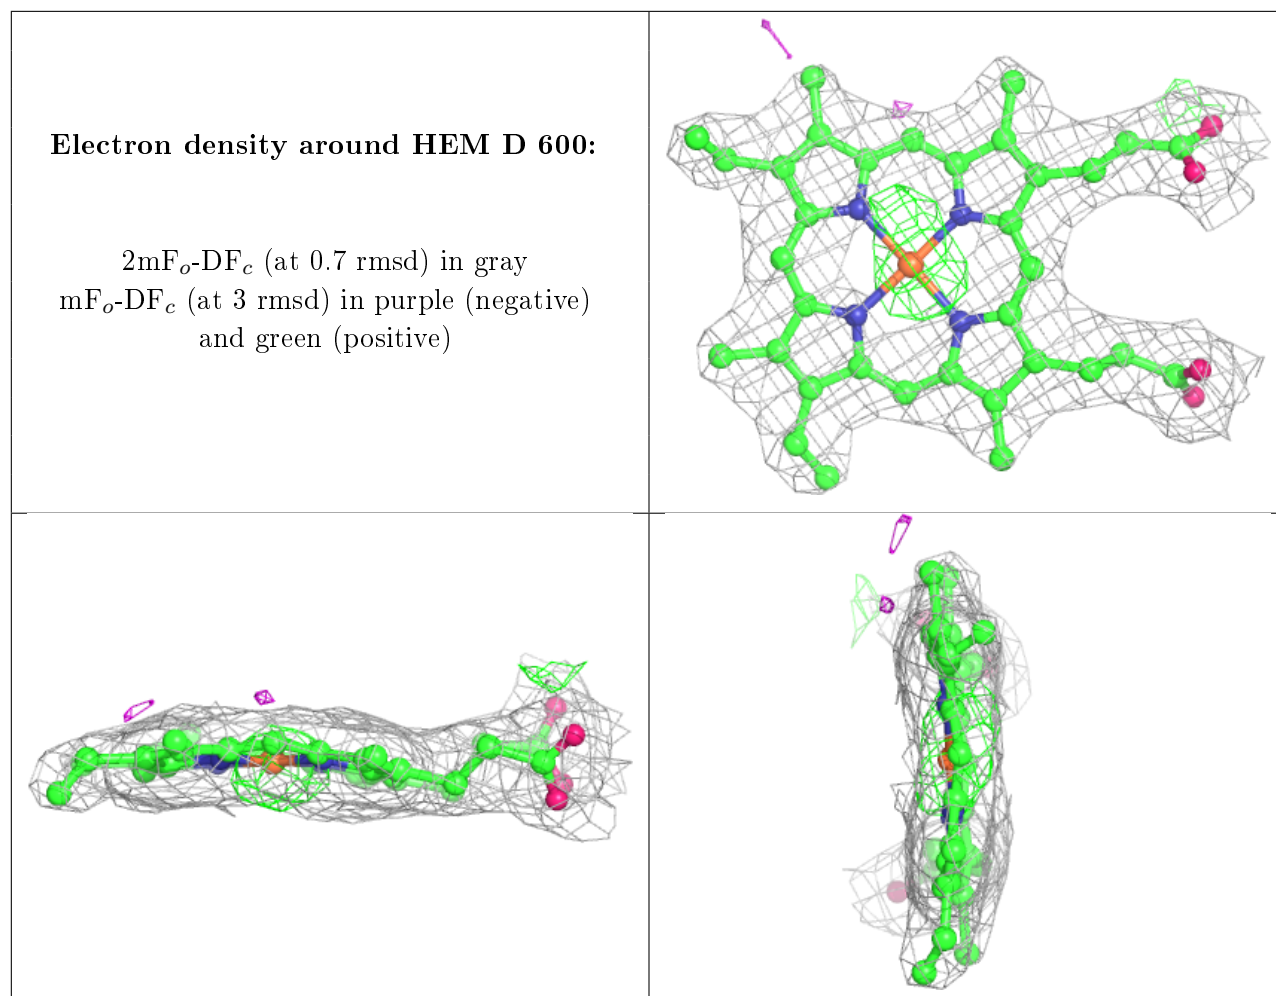 Electron density around HEM D 600:
2mFₒ-DF𝒸 (at 0.7 rmsd) in gray
mFₒ-DF𝒸 (at 3 rmsd) in purple (negative)
and green (positive)